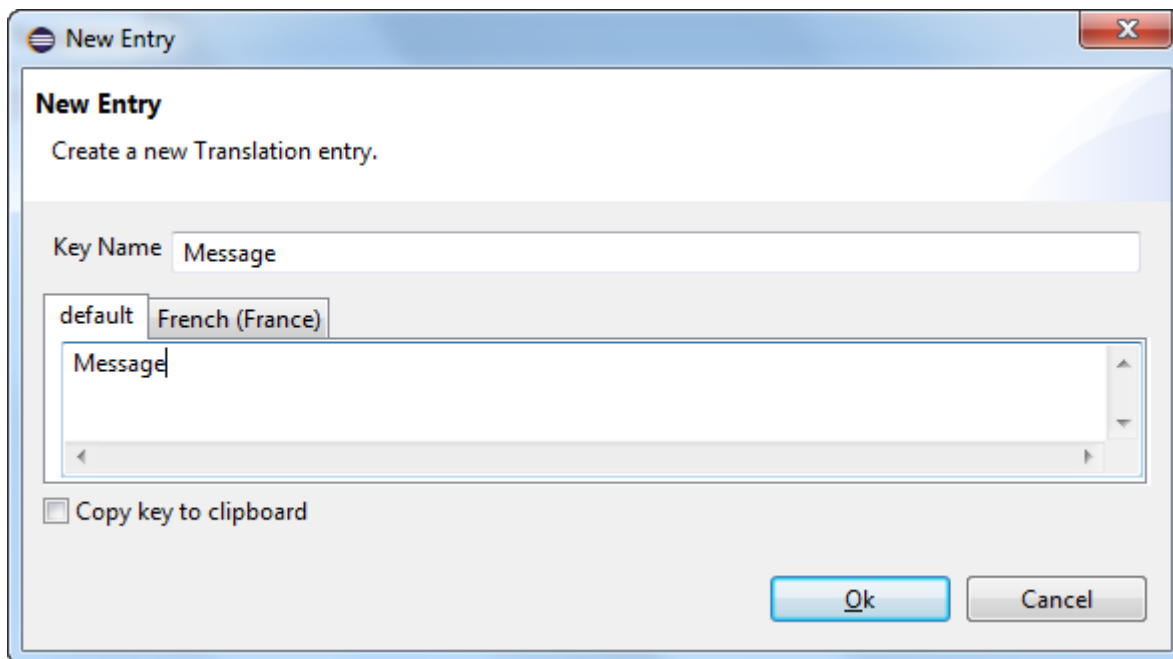 New Entry
New Entry
Create a new Translation entry.
Key Name Message
default French (France)
Message
Copy key to clipboard
Ok Cancel